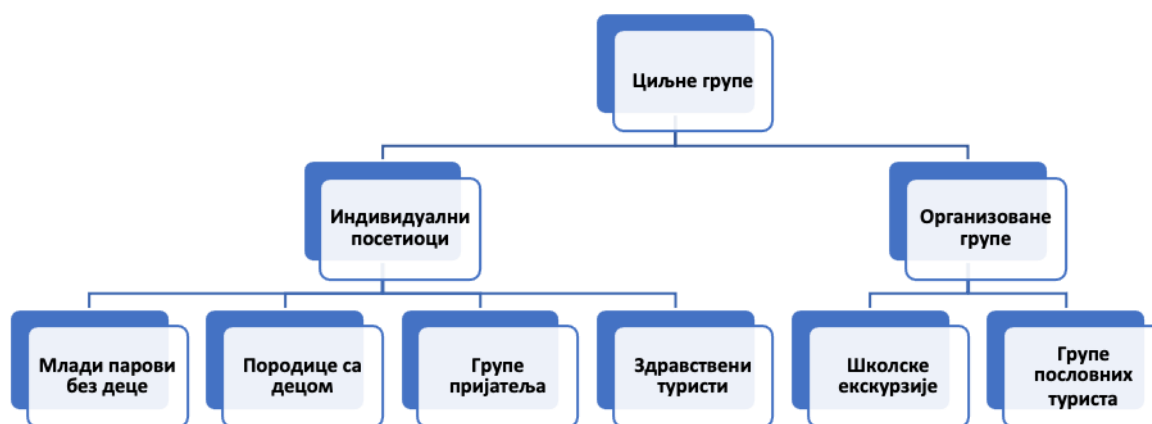 Циљне групе
Индивидуални
посетиоци
Организоване
групе
Млади парови
без деце
Породице са
децом
Групе
пријатеља
Здравствени
туристи
Школске
екскурзије
Групе
пословних
туриста